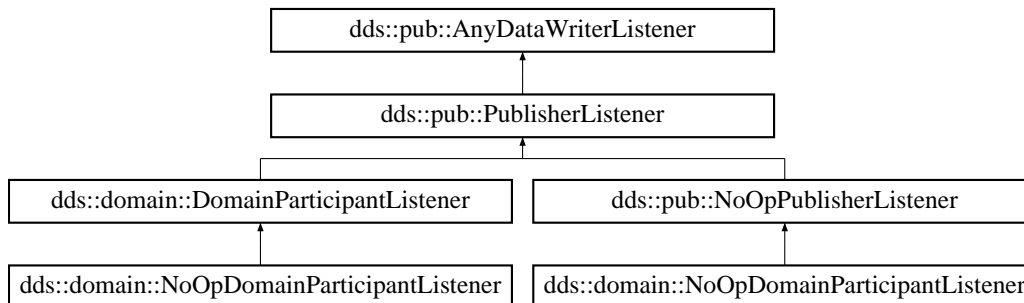 dds::pub::AnyDataWriterListener
dds::pub::PublisherListener
dds::domain::DomainParticipantListener
dds::pub::NoOpPublisherListener
dds::domain::NoOpDomainParticipantListener
dds::domain::NoOpDomainParticipantListener